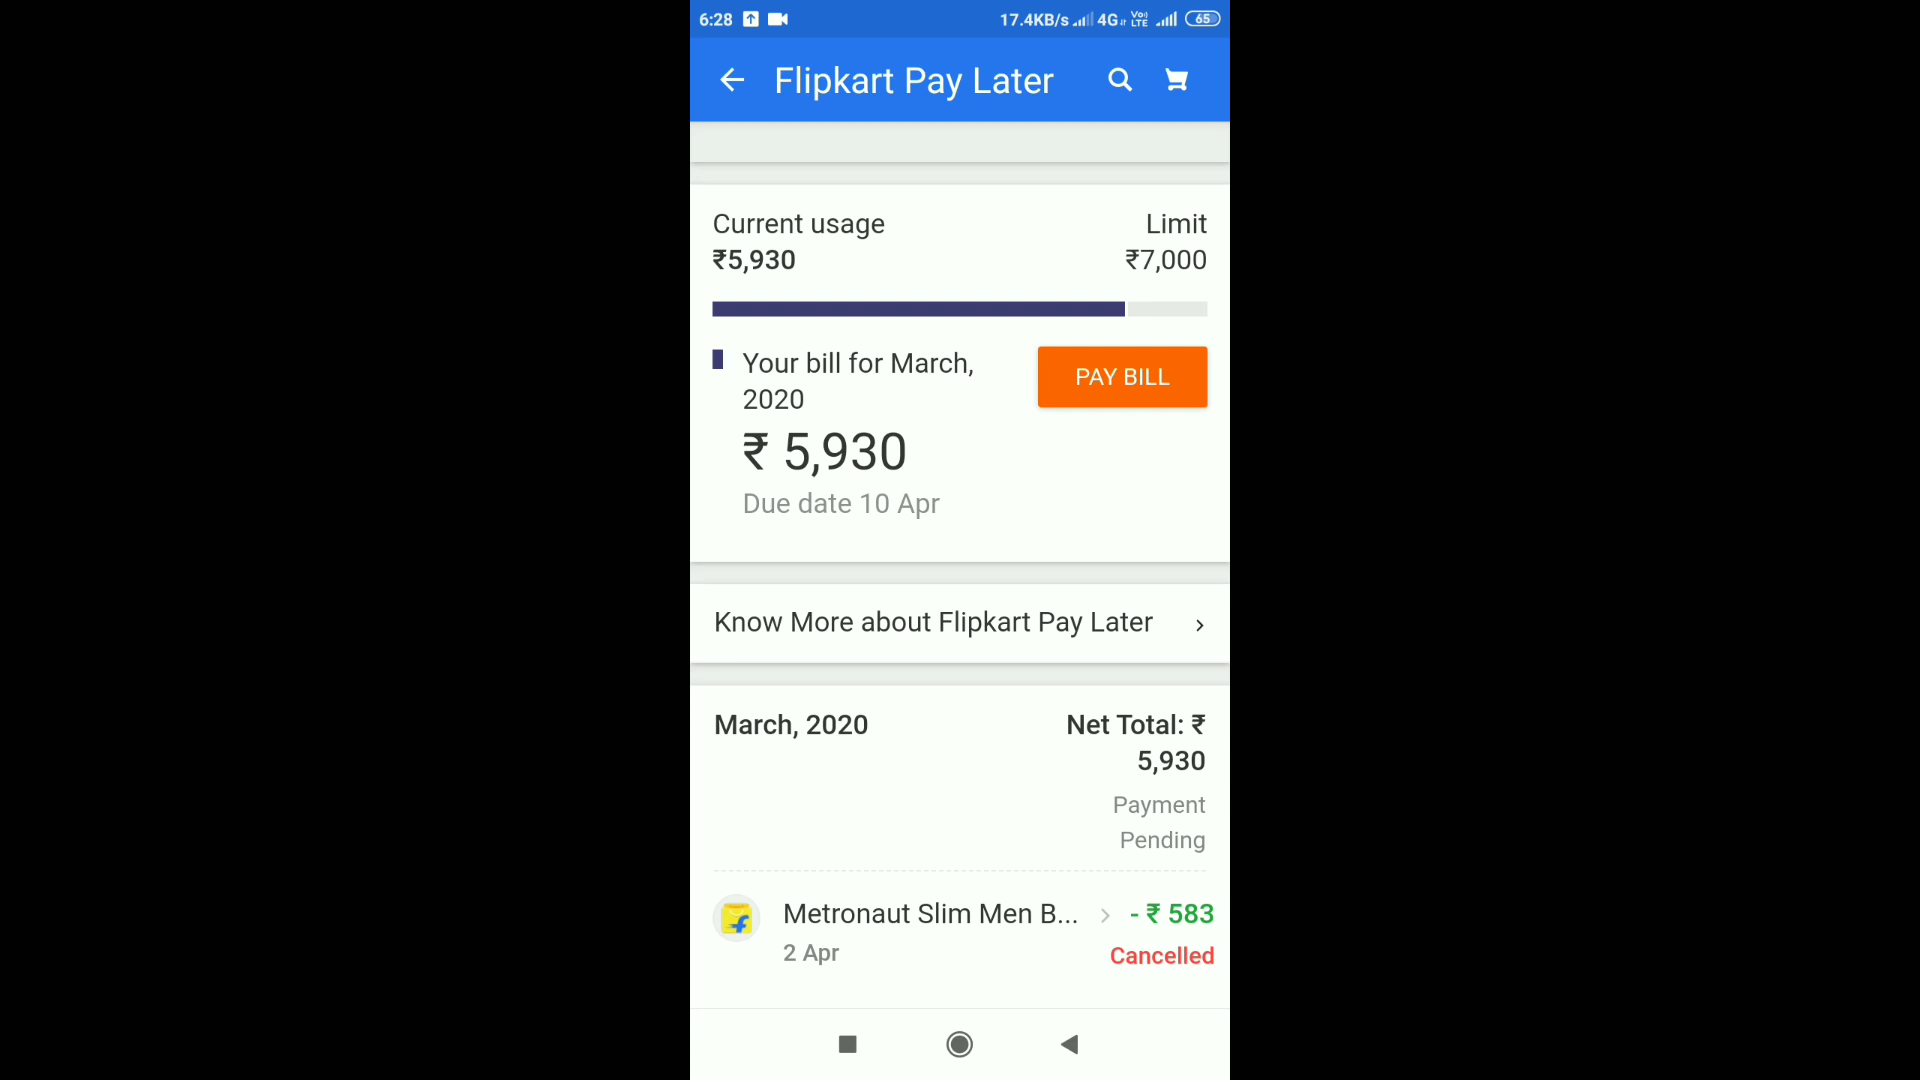 6:28 17.4KB/s 4G Vo) LTE 65
Flipkart Pay Later
Current usage Limit
₹5,930 ₹7,000
Your bill for March, PAY BILL
2020
₹ 5,930
Due date 10 Apr
Know More about Flipkart Pay Later
March, 2020 Net Total: ₹
5,930
Payment
Pending
Metronaut Slim Men B... - ₹ 583
2 Apr Cancelled